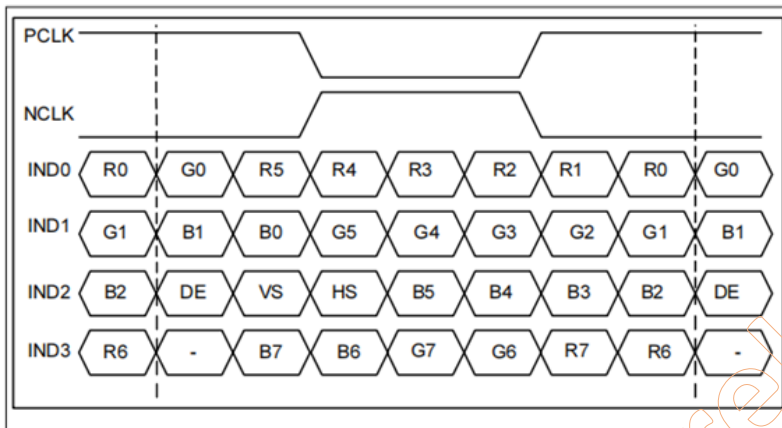 PCLK
NCLK
IND0 R0 G0 R5 R4 R3 R2 R1 R0 G0
IND1 G1 B1 B0 G5 G4 G3 G2 G1 B1
IND2 B2 DE VS HS B5 B4 B3 B2 DE
IND3 R6 - B7 B6 G7 G6 R7 R6 -